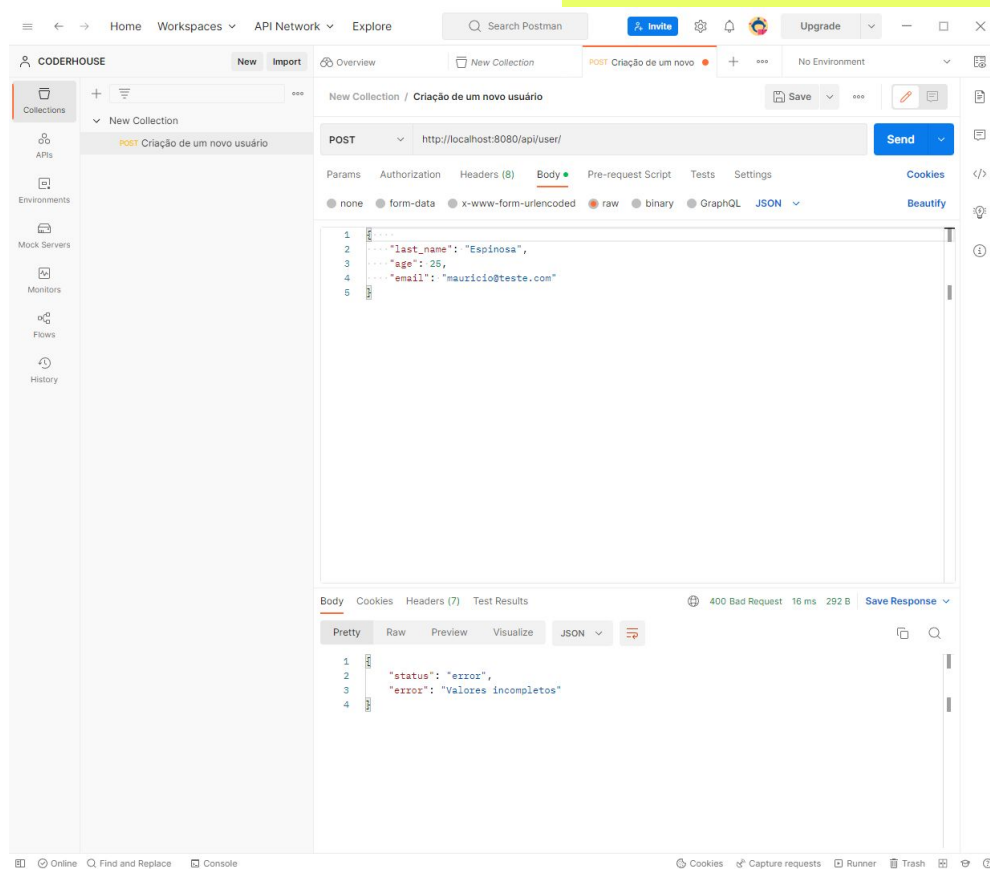 Home Workspaces API Network Explore Search Postman Invite Upgrade
CODERHOUSE New Import Overview New Collection POST Criação de um novo No Environment
Collections
APIs
Environments
Mock Servers
Monitors
Flows
History
New Collection
POST Criação de um novo usuário
New Collection / Criação de um novo usuário Save
POST http://localhost:8080/api/user/ Send
Params Authorization Headers (8) Body Pre-request Script Tests Settings Cookies
none form-data x-www-form-urlencoded raw binary GraphQL JSON Beautify
1 {
2 "last_name": "Espinosa",
3 "age": 25,
4 "email": "mauricio@teste.com"
5 }
Body Cookies Headers (7) Test Results 400 Bad Request 16 ms 292 B Save Response
Pretty Raw Preview Visualize JSON
1 {
2 "status": "error",
3 "error": "Valores incompletos"
4 }
Online Find and Replace Console Cookies Capture requests Runner Trash